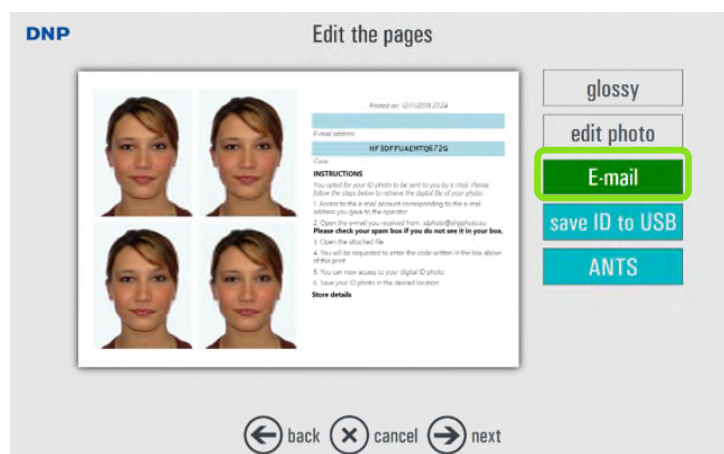 DNP
Edit the pages
Printed on: 12/11/2018 23:24
E-mail address:
HF3DFFUAEHTQ672G
Code
INSTRUCTIONS
You opted for your ID photo to be sent to you by e-mail. Please
follow the steps below to retrieve the digital file of your photo:
1. Access to the e-mail account corresponding to the e-mail
address you gave to the operator
2. Open the e-mail you received from: idphoto@dnpphoto.eu
Please check your spam box if you do not see it in your box.
3. Open the attached file
4. You will be requested to enter the code written in the box above
of this print
5. You can now access to your digital ID photo
6. Save your ID photo in the desired location
Store details
glossy
edit photo
E-mail
save ID to USB
ANTS
back
cancel
next